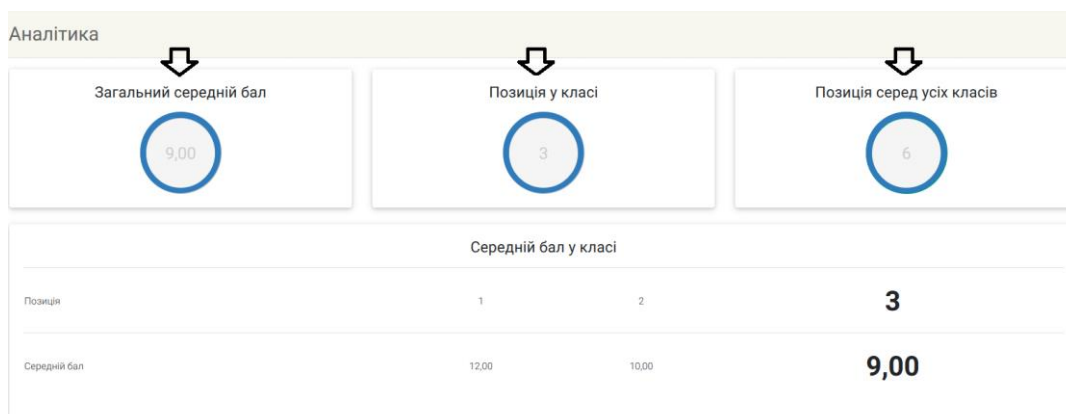 Аналітика
Загальний середній бал
Позиція у класі
Позиція серед усіх класів
9,00
3
6
Середній бал у класі
Позиція 1 2 3
Середній бал 12,00 10,00 9,00